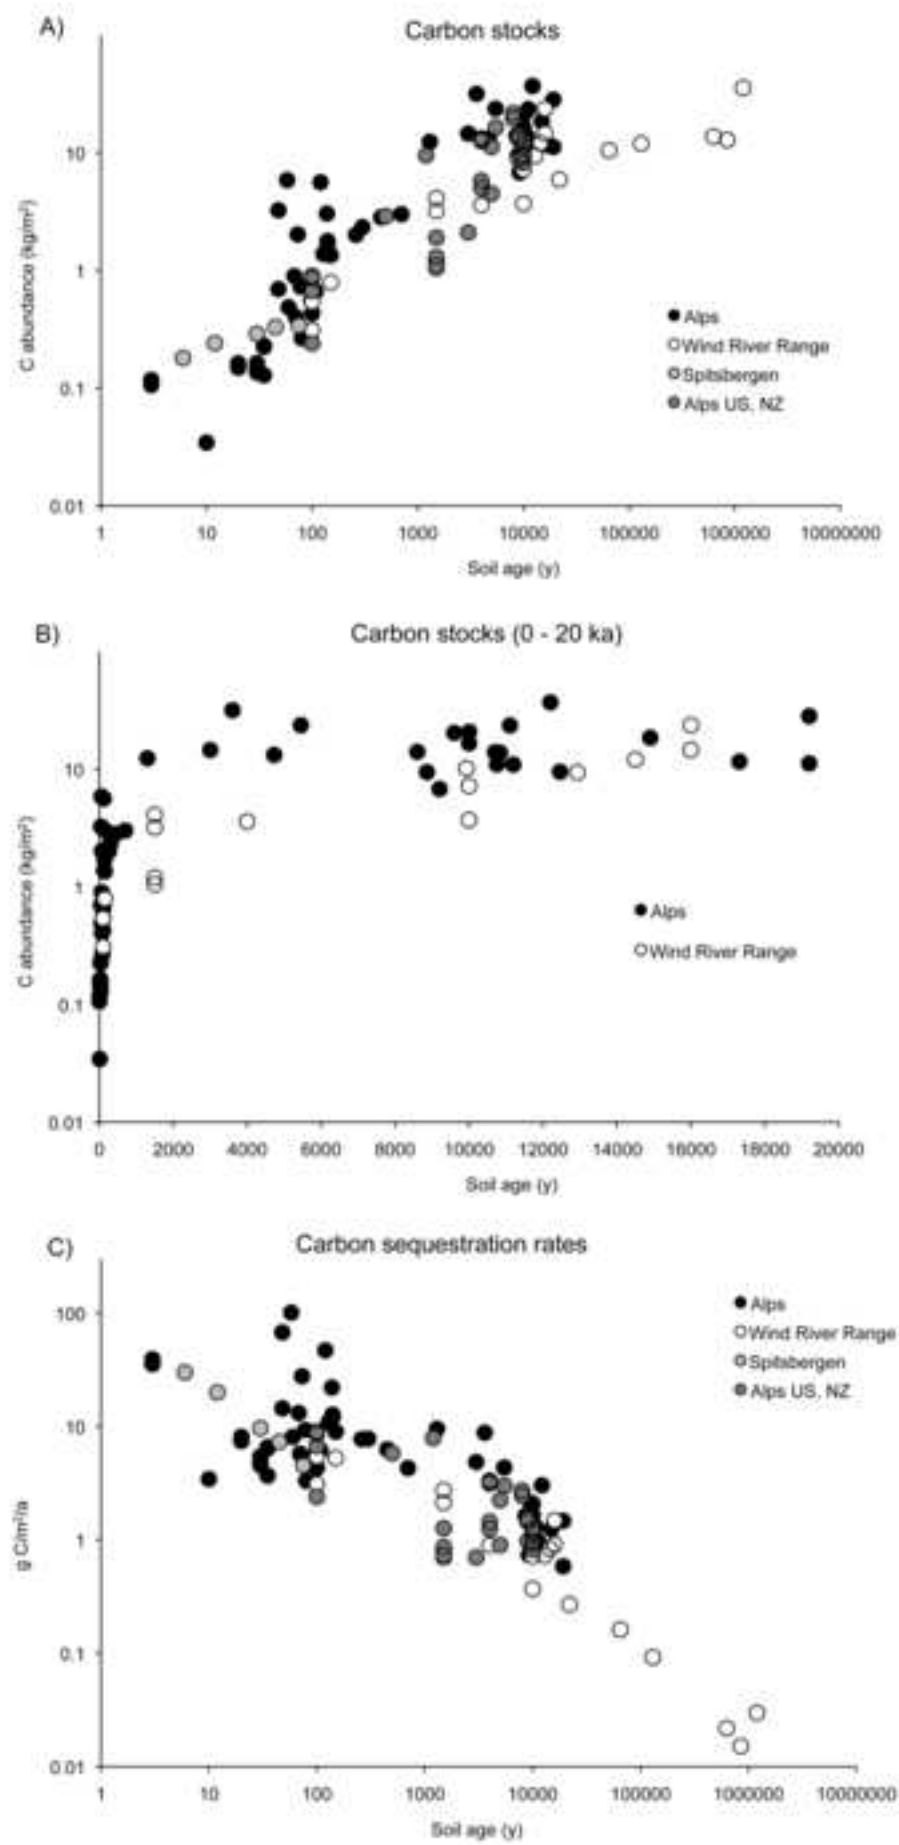 A)
Carbon stocks
10
1
0.1
0.01
C abundance (kg/m²)
Alps
Wind River Range
Spitsbergen
Alps US, NZ
1 10 100 1000 10000 100000 1000000 10000000
Soil age (y)
B)
Carbon stocks (0 - 20 ka)
10
1
0.1
0.01
C abundance (kg/m²)
Alps
Wind River Range
0 2000 4000 6000 8000 10000 12000 14000 16000 18000 20000
Soil age (y)
C)
Carbon sequestration rates
100
10
1
0.1
0.01
g C/m²/a
Alps
Wind River Range
Spitsbergen
Alps US, NZ
1 10 100 1000 10000 100000 1000000 10000000
Soil age (y)